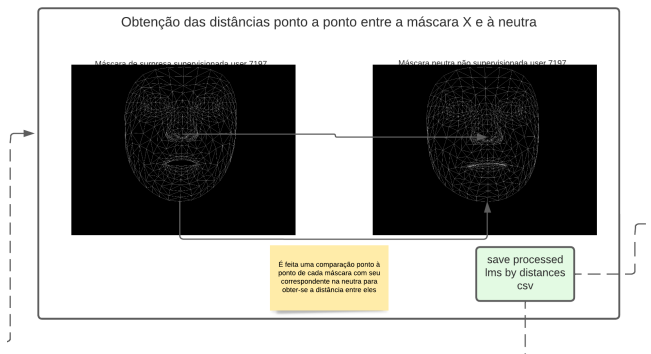 Obtenção das distâncias ponto a ponto entre a máscara X e à neutra
Máscara de surpresa supervisionada user 7197
Máscara neutra não supervisionada user 7197
É feita uma comparação ponto à
ponto de cada máscara com seu
correspondente na neutra para
obter-se a distância entre eles
save processed
lms by distances
csv